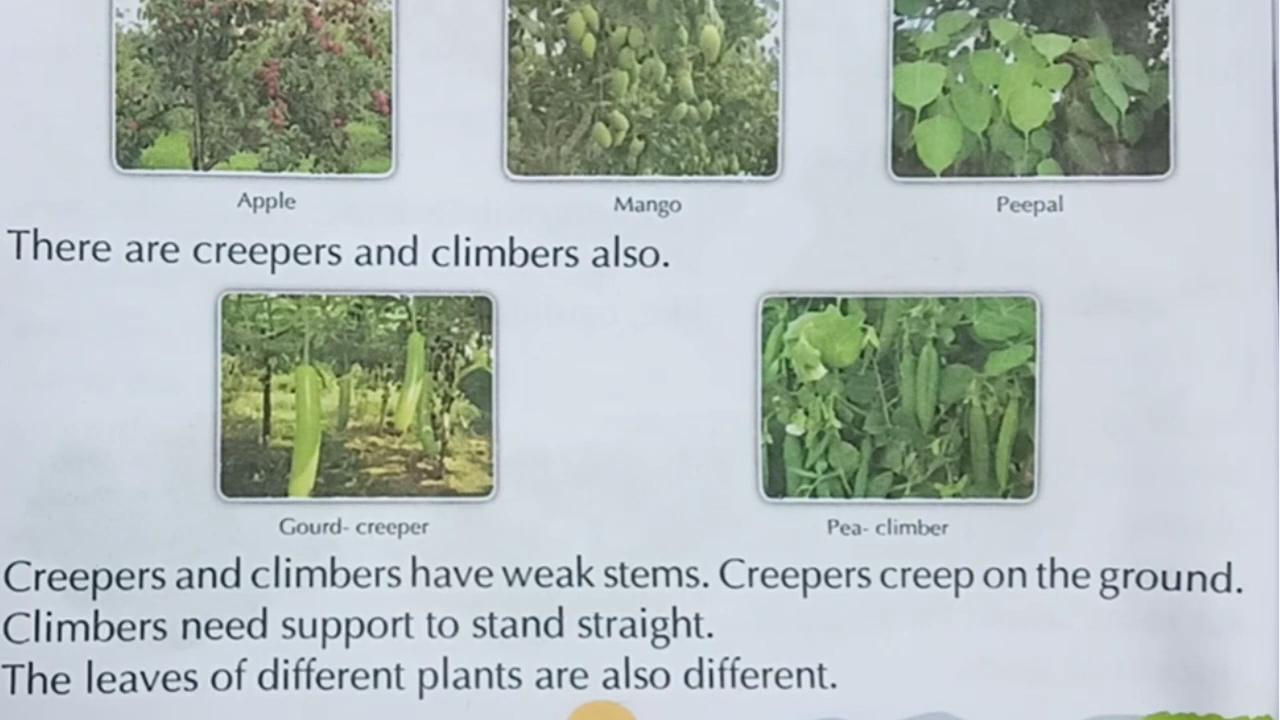 Apple Mango Peepal
There are creepers and climbers also.
Gourd- creeper Pea- climber
Creepers and climbers have weak stems. Creepers creep on the ground.
Climbers need support to stand straight.
The leaves of different plants are also different.